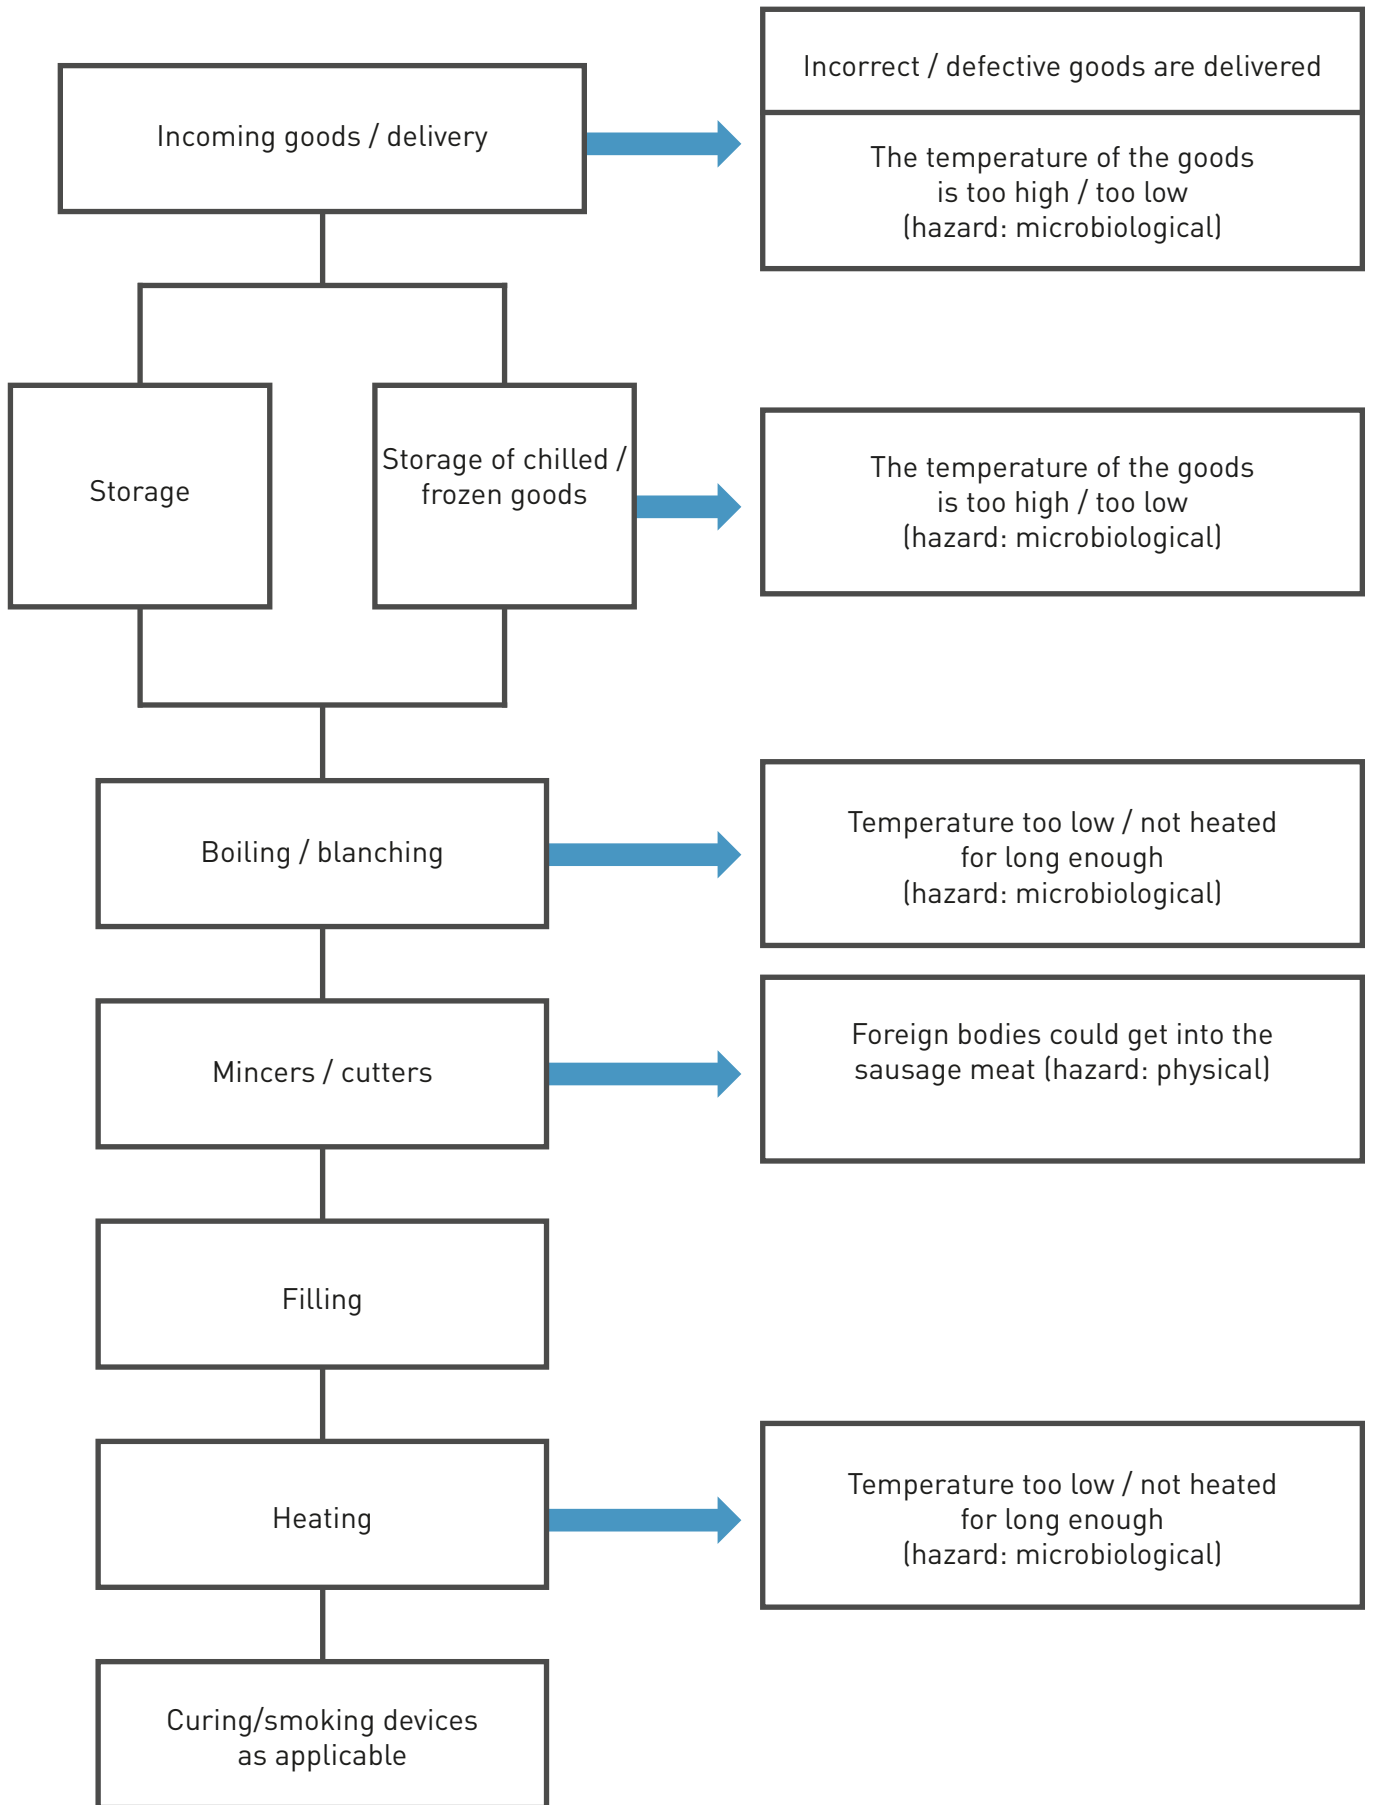 Incoming goods / delivery
Incorrect / defective goods are delivered
The temperature of the goods
is too high / too low
(hazard: microbiological)
Storage
Storage of chilled /
frozen goods
The temperature of the goods
is too high / too low
(hazard: microbiological)
Boiling / blanching
Temperature too low / not heated
for long enough
(hazard: microbiological)
Mincers / cutters
Foreign bodies could get into the
sausage meat (hazard: physical)
Filling
Heating
Temperature too low / not heated
for long enough
(hazard: microbiological)
Curing/smoking devices
as applicable